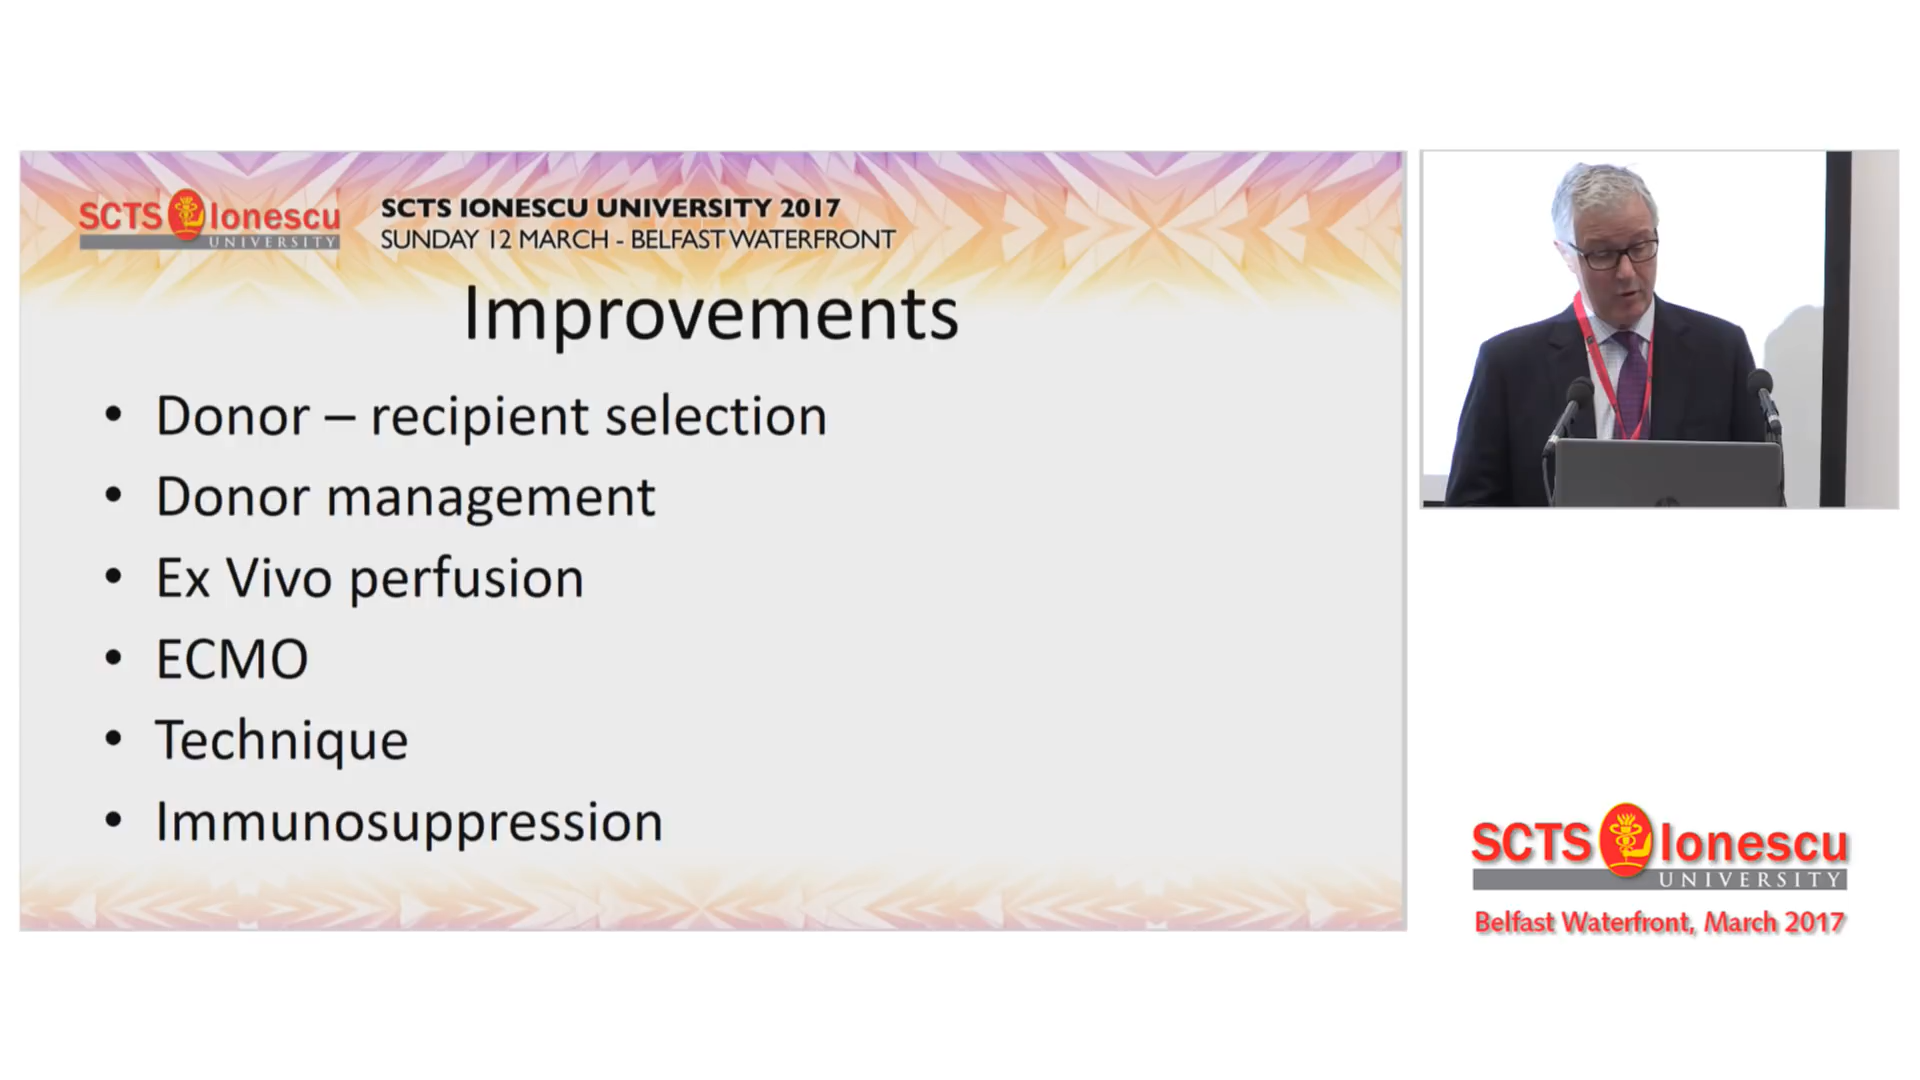 SCTS Ionescu
UNIVERSITY
SCTS IONESCU UNIVERSITY 2017
SUNDAY 12 MARCH - BELFAST WATERFRONT
Improvements
• Donor – recipient selection
• Donor management
• Ex Vivo perfusion
• ECMO
• Technique
• Immunosuppression
SCTS Ionescu
UNIVERSITY
Belfast Waterfront, March 2017